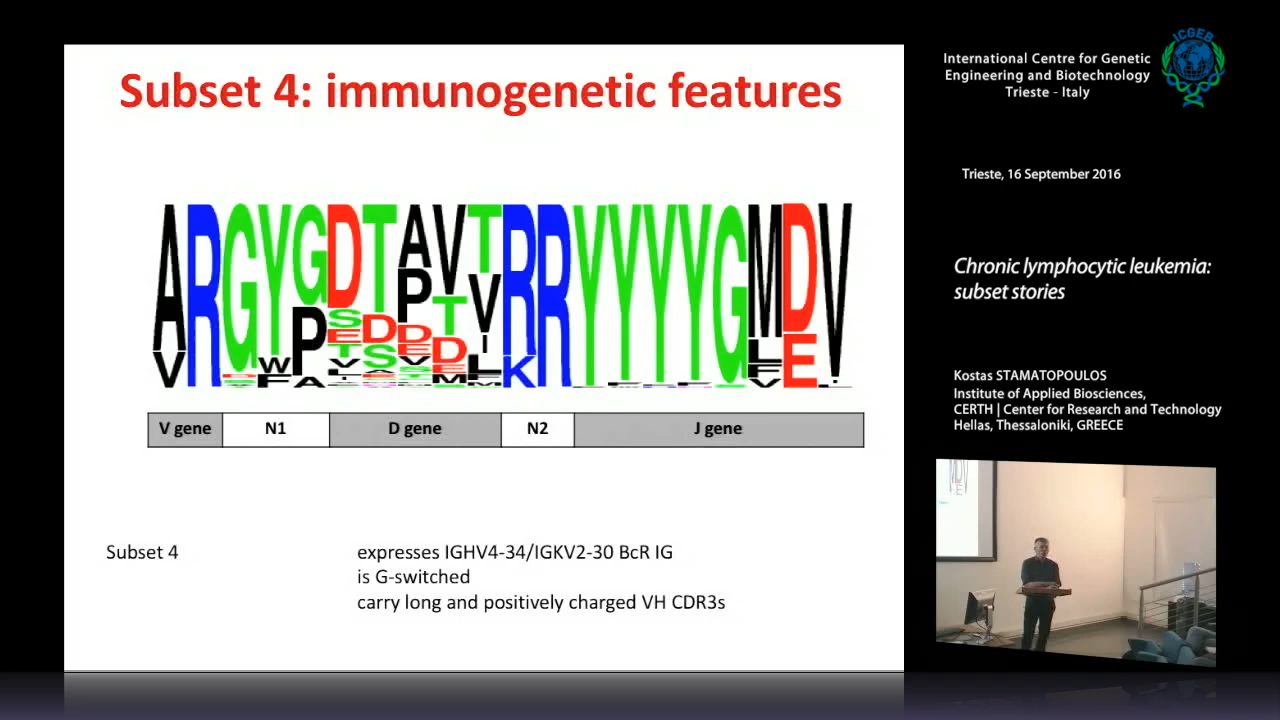 Subset 4: immunogenetic features
ARGYGDTAVTRRYYYYGMDV
V gene N1 D gene N2 J gene
Subset 4 expresses IGHV4-34/IGKV2-30 BcR IG
is G-switched
carry long and positively charged VH CDR3s
ICGEB
International Centre for Genetic
Engineering and Biotechnology
Trieste - Italy
Trieste, 16 September 2016
Chronic lymphocytic leukemia:
subset stories
Kostas STAMATOPOULOS
Institute of Applied Biosciences,
CERTH | Center for Research and Technology
Hellas, Thessaloniki, GREECE